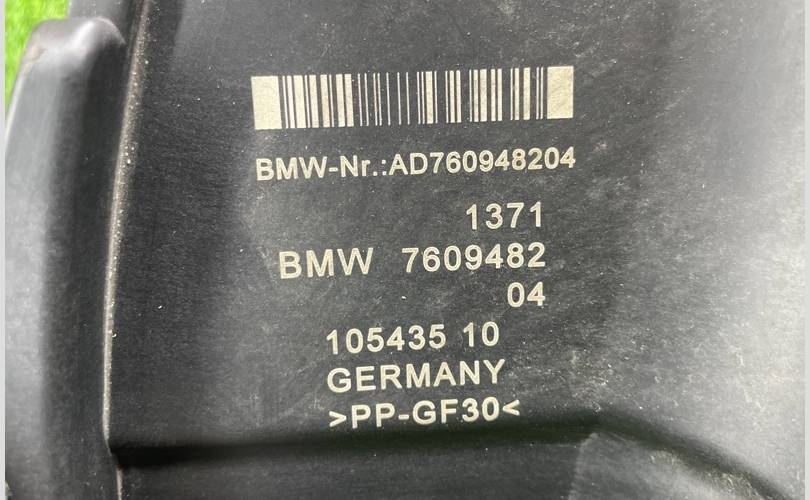 BMW-Nr.:AD760948204
1371
BMW 7609482
04
105435 10
GERMANY
>PP-GF30<